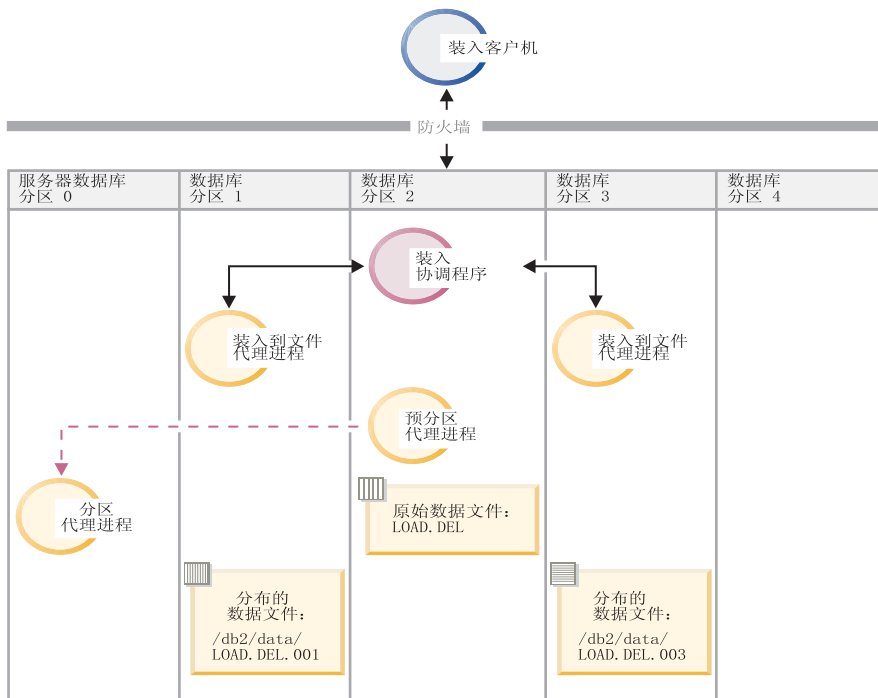 装入客户机
防火墙
服务器数据库
分区 0
数据库
分区 1
数据库
分区 2
数据库
分区 3
数据库
分区 4
装入
协调程序
装入到文件
代理进程
装入到文件
代理进程
预分区
代理进程
分区
代理进程
原始数据文件：
LOAD.DEL
分布的
数据文件：
/db2/data/
LOAD.DEL.001
分布的
数据文件：
/db2/data/
LOAD.DEL.003